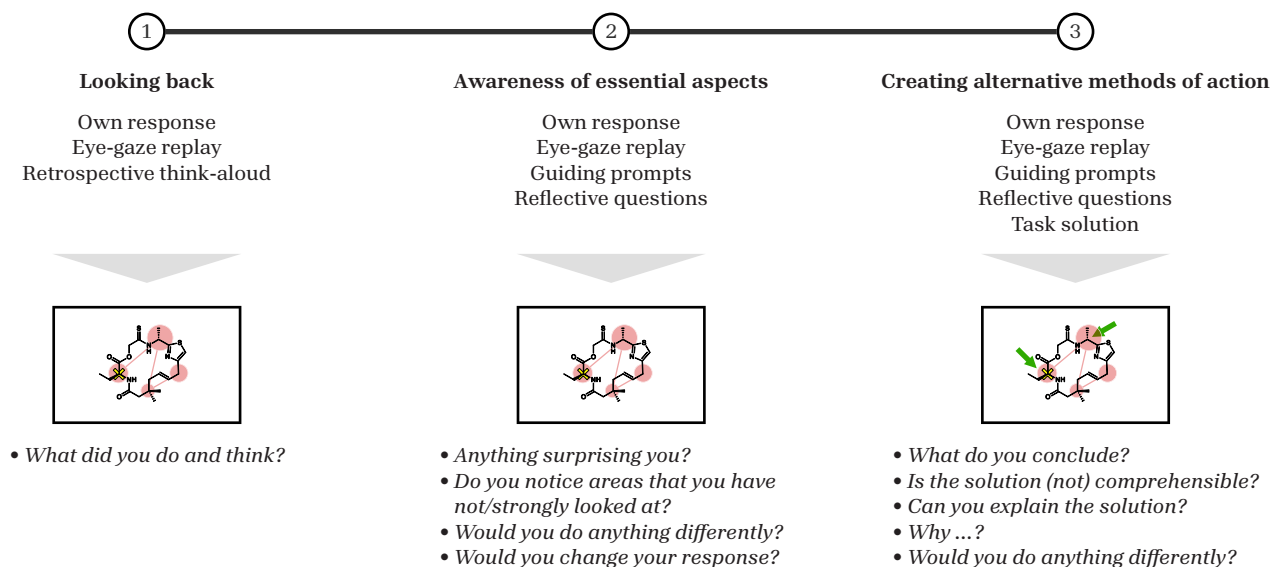 1
2
3
Looking back
Own response
Eye-gaze replay
Retrospective think-aloud
S
O
N
H
S
N
O
O
NH
O
• What did you do and think?
Awareness of essential aspects
Own response
Eye-gaze replay
Guiding prompts
Reflective questions
S
O
N
H
S
N
O
O
NH
O
• Anything surprising you?
• Do you notice areas that you have
not/strongly looked at?
• Would you do anything differently?
• Would you change your response?
Creating alternative methods of action
Own response
Eye-gaze replay
Guiding prompts
Reflective questions
Task solution
S
O
N
H
S
N
O
O
NH
O
• What do you conclude?
• Is the solution (not) comprehensible?
• Can you explain the solution?
• Why ...?
• Would you do anything differently?